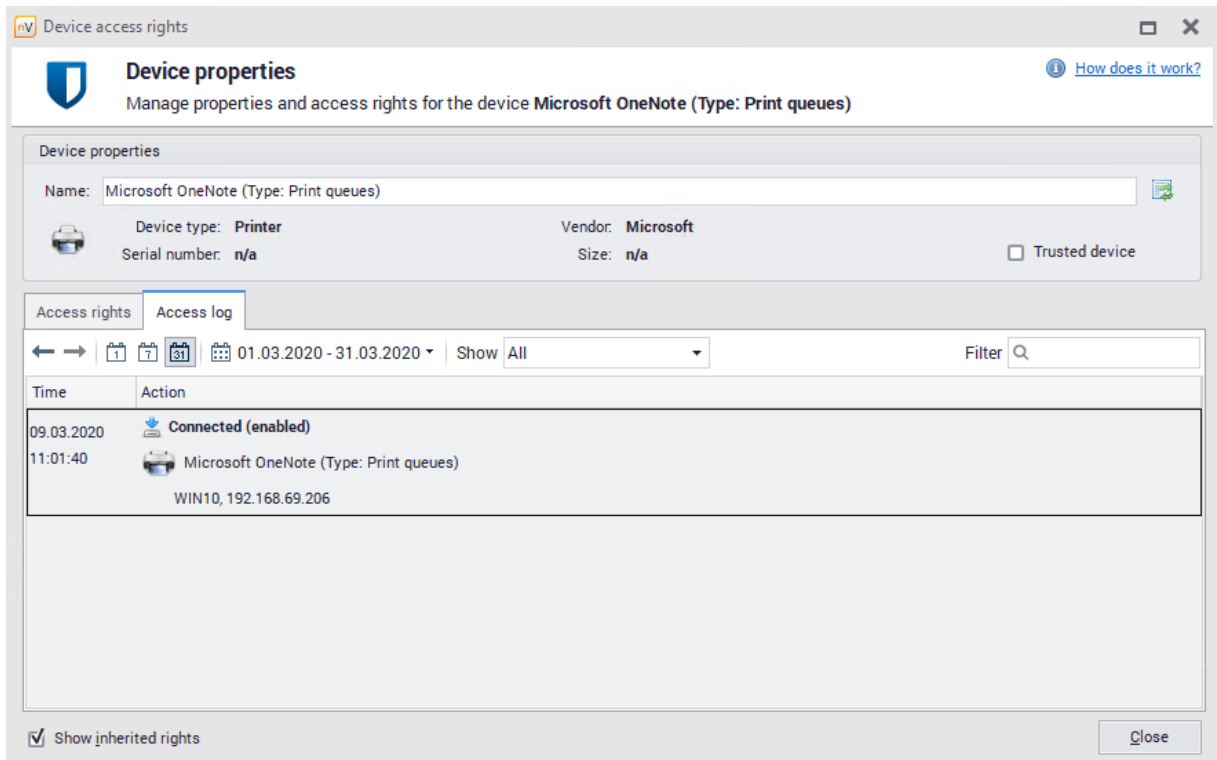 nV Device access rights
Device properties
How does it work?
Manage properties and access rights for the device Microsoft OneNote (Type: Print queues)
Device properties
Name: Microsoft OneNote (Type: Print queues)
Device type: Printer Vendor: Microsoft
Serial number: n/a Size: n/a Trusted device
Access rights Access log
1 7 31 01.03.2020 - 31.03.2020 Show All Filter
Time Action
09.03.2020 Connected (enabled)
11:01:40 Microsoft OneNote (Type: Print queues)
WIN10, 192.168.69.206
Show inherited rights Close